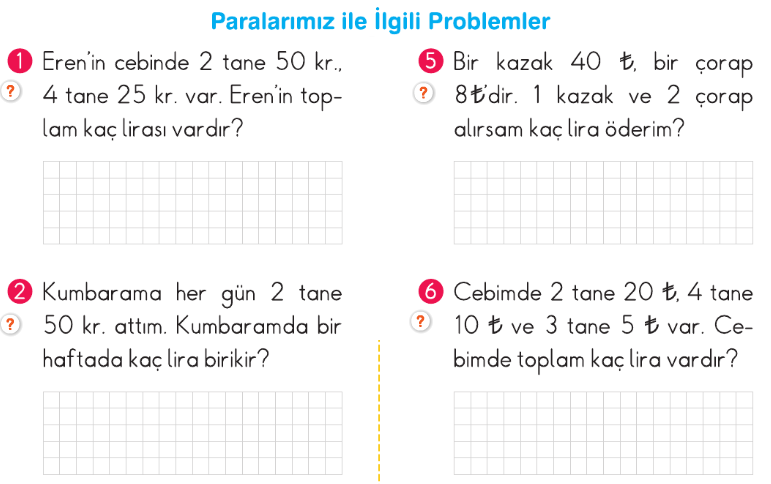 Paralarımız ile İlgili Problemler
1 Eren'in cebinde 2 tane 50 kr.,
? 4 tane 25 kr. var. Eren'in top-
lam kaç lirası vardır?
2 Kumbarama her gün 2 tane
? 50 kr. attım. Kumbaramda bir
haftada kaç lira birikir?
5 Bir kazak 40 ₺, bir çorap
? 8₺'dir. 1 kazak ve 2 çorap
alırsam kaç lira öderim?
6 Cebimde 2 tane 20 ₺, 4 tane
? 10 ₺ ve 3 tane 5 ₺ var. Ce-
bimde toplam kaç lira vardır?